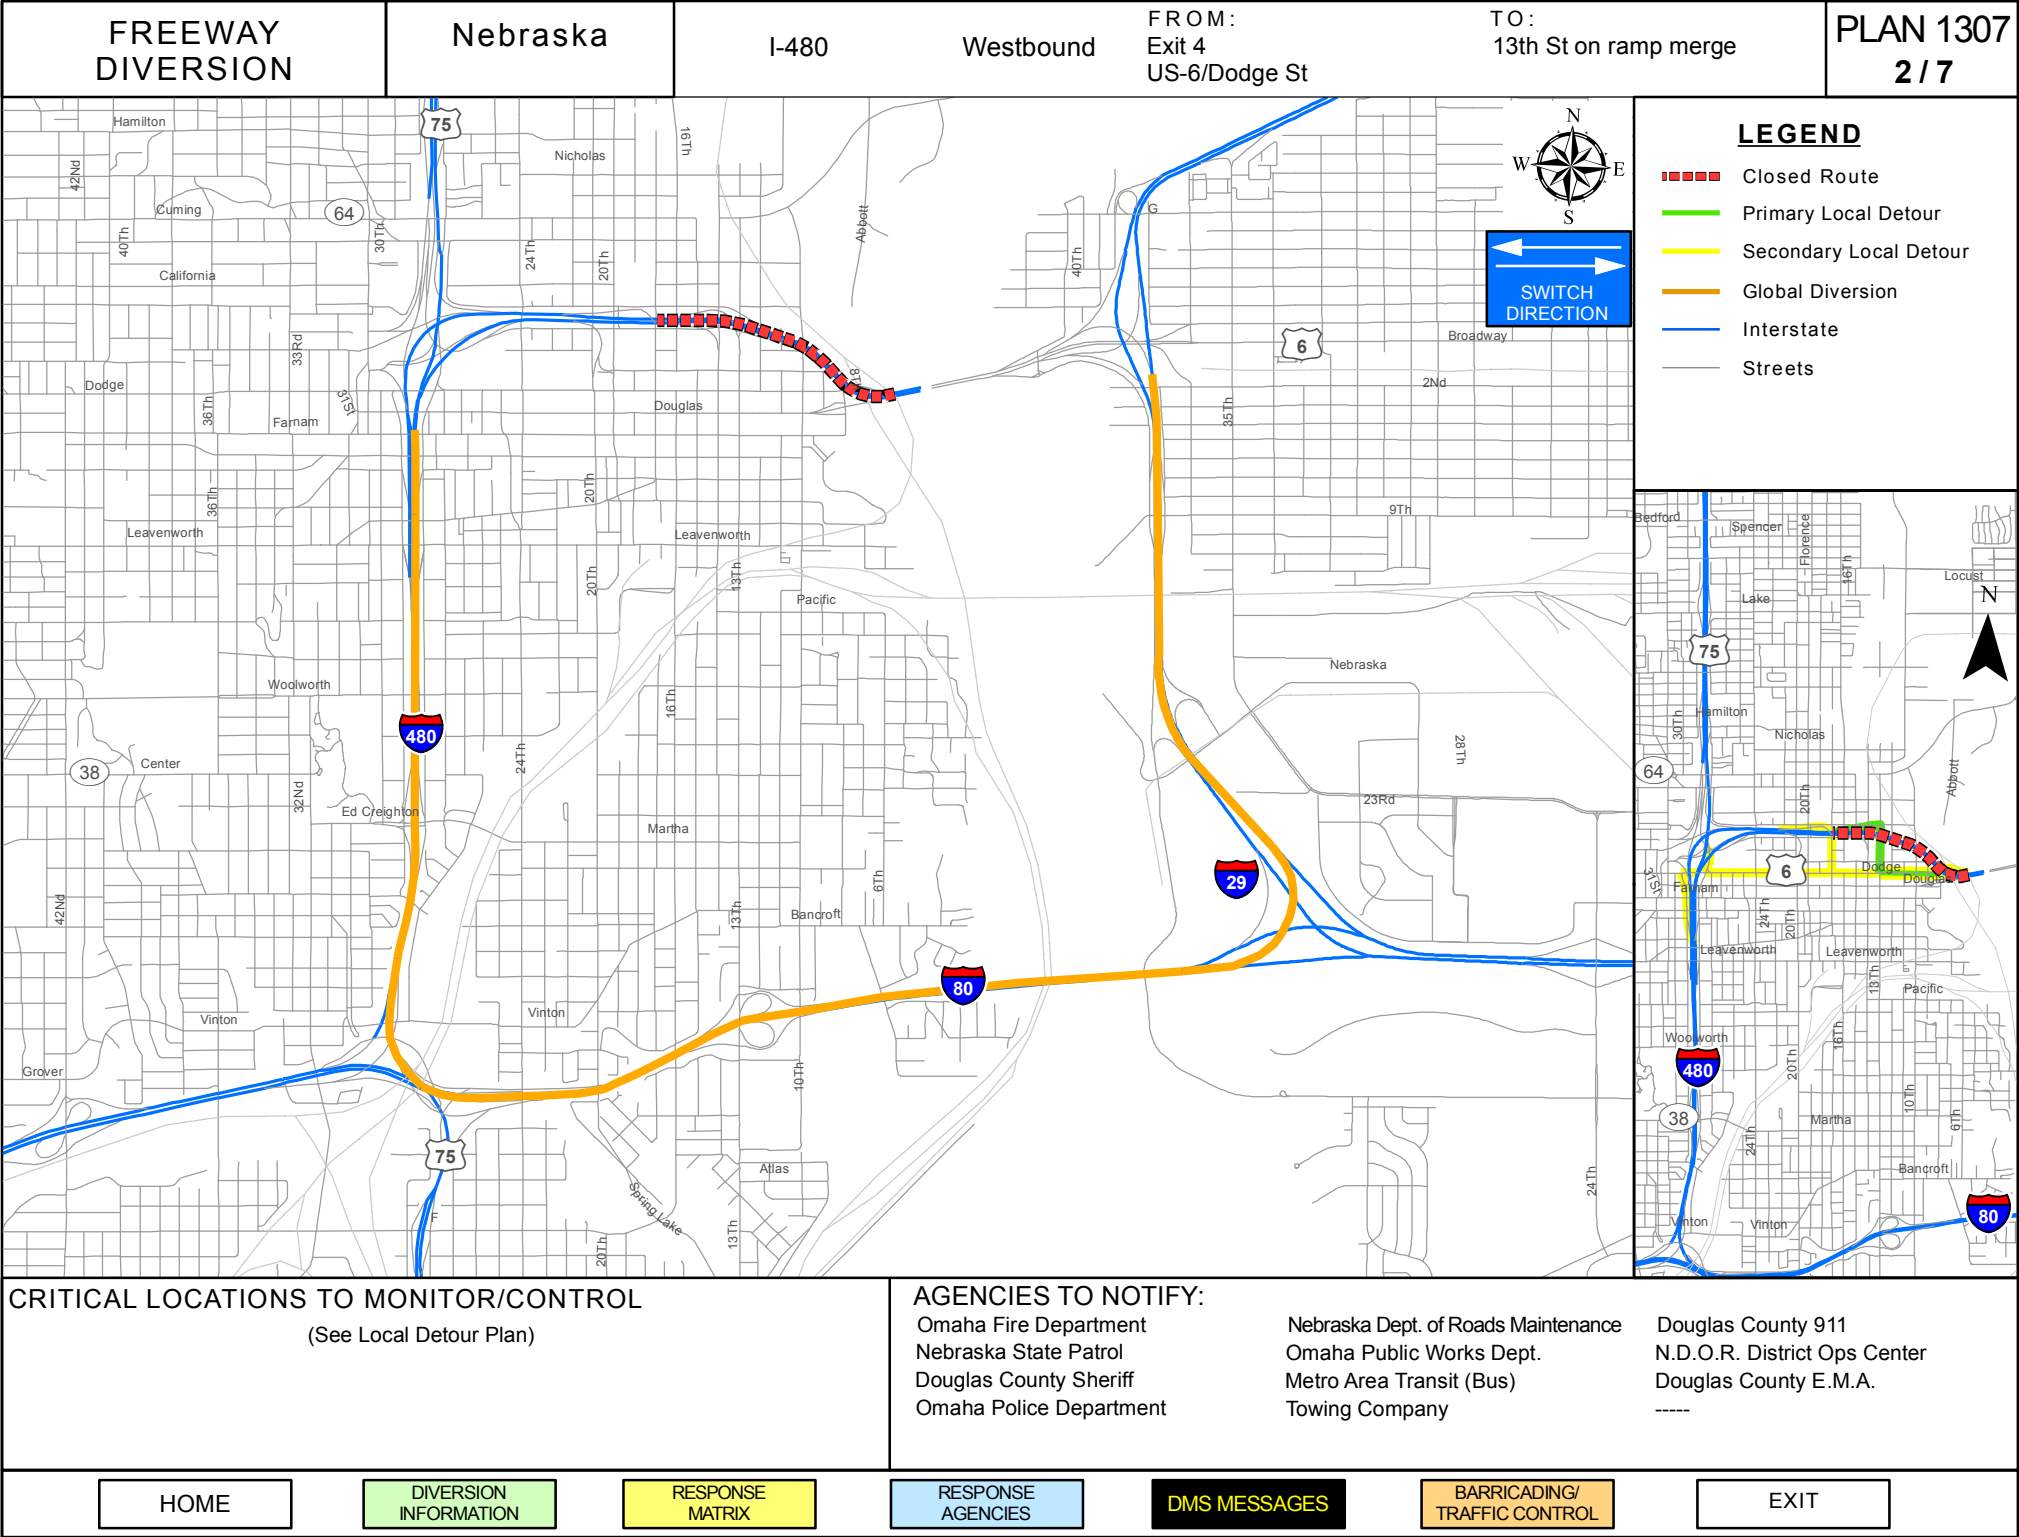 FREEWAY
DIVERSION
Nebraska
I-480
Westbound
FROM:
Exit 4
US-6/Dodge St
TO:
13th St on ramp merge
PLAN 1307
2 / 7
Hamilton
75
16Th
Nicholas
42Nd
Cuming
64
40Th
30Th
24Th
20Th
Abbott
California
33Rd
Dodge
31St
36Th
Farnam
8Th
Douglas
36Th
20Th
Leavenworth
Leavenworth
20Th
13Th
Pacific
Woolworth
16Th
480
24Th
38
Center
32Nd
Ed Creighton
Martha
42Nd
6Th
13Th
Bancroft
80
Vinton
Vinton
Grover
10Th
75
Atlas
Spring Lake
F
20Th
13Th
G
40Th
6
Broadway
2Nd
35Th
9Th
Nebraska
28Th
23Rd
29
24Th
N
W
E
S
SWITCH
DIRECTION
LEGEND
Closed Route
Primary Local Detour
Secondary Local Detour
Global Diversion
Interstate
Streets
Bedford
Spencer
Florence
16Th
Locust
N
Lake
75
30Th
Hamilton
Nicholas
64
Abbott
20Th
31St
6
Dodge
Douglas
Farnam
24Th
20Th
Leavenworth
Leavenworth
13Th
Pacific
Woolworth
16Th
480
20Th
38
10Th
Martha
6Th
24Th
Bancroft
80
Vinton
Vinton
CRITICAL LOCATIONS TO MONITOR/CONTROL
(See Local Detour Plan)
AGENCIES TO NOTIFY:
Omaha Fire Department
Nebraska State Patrol
Douglas County Sheriff
Omaha Police Department
Nebraska Dept. of Roads Maintenance
Omaha Public Works Dept.
Metro Area Transit (Bus)
Towing Company
Douglas County 911
N.D.O.R. District Ops Center
Douglas County E.M.A.
-----
HOME
DIVERSION
INFORMATION
RESPONSE
MATRIX
RESPONSE
AGENCIES
DMS MESSAGES
BARRICADING/
TRAFFIC CONTROL
EXIT